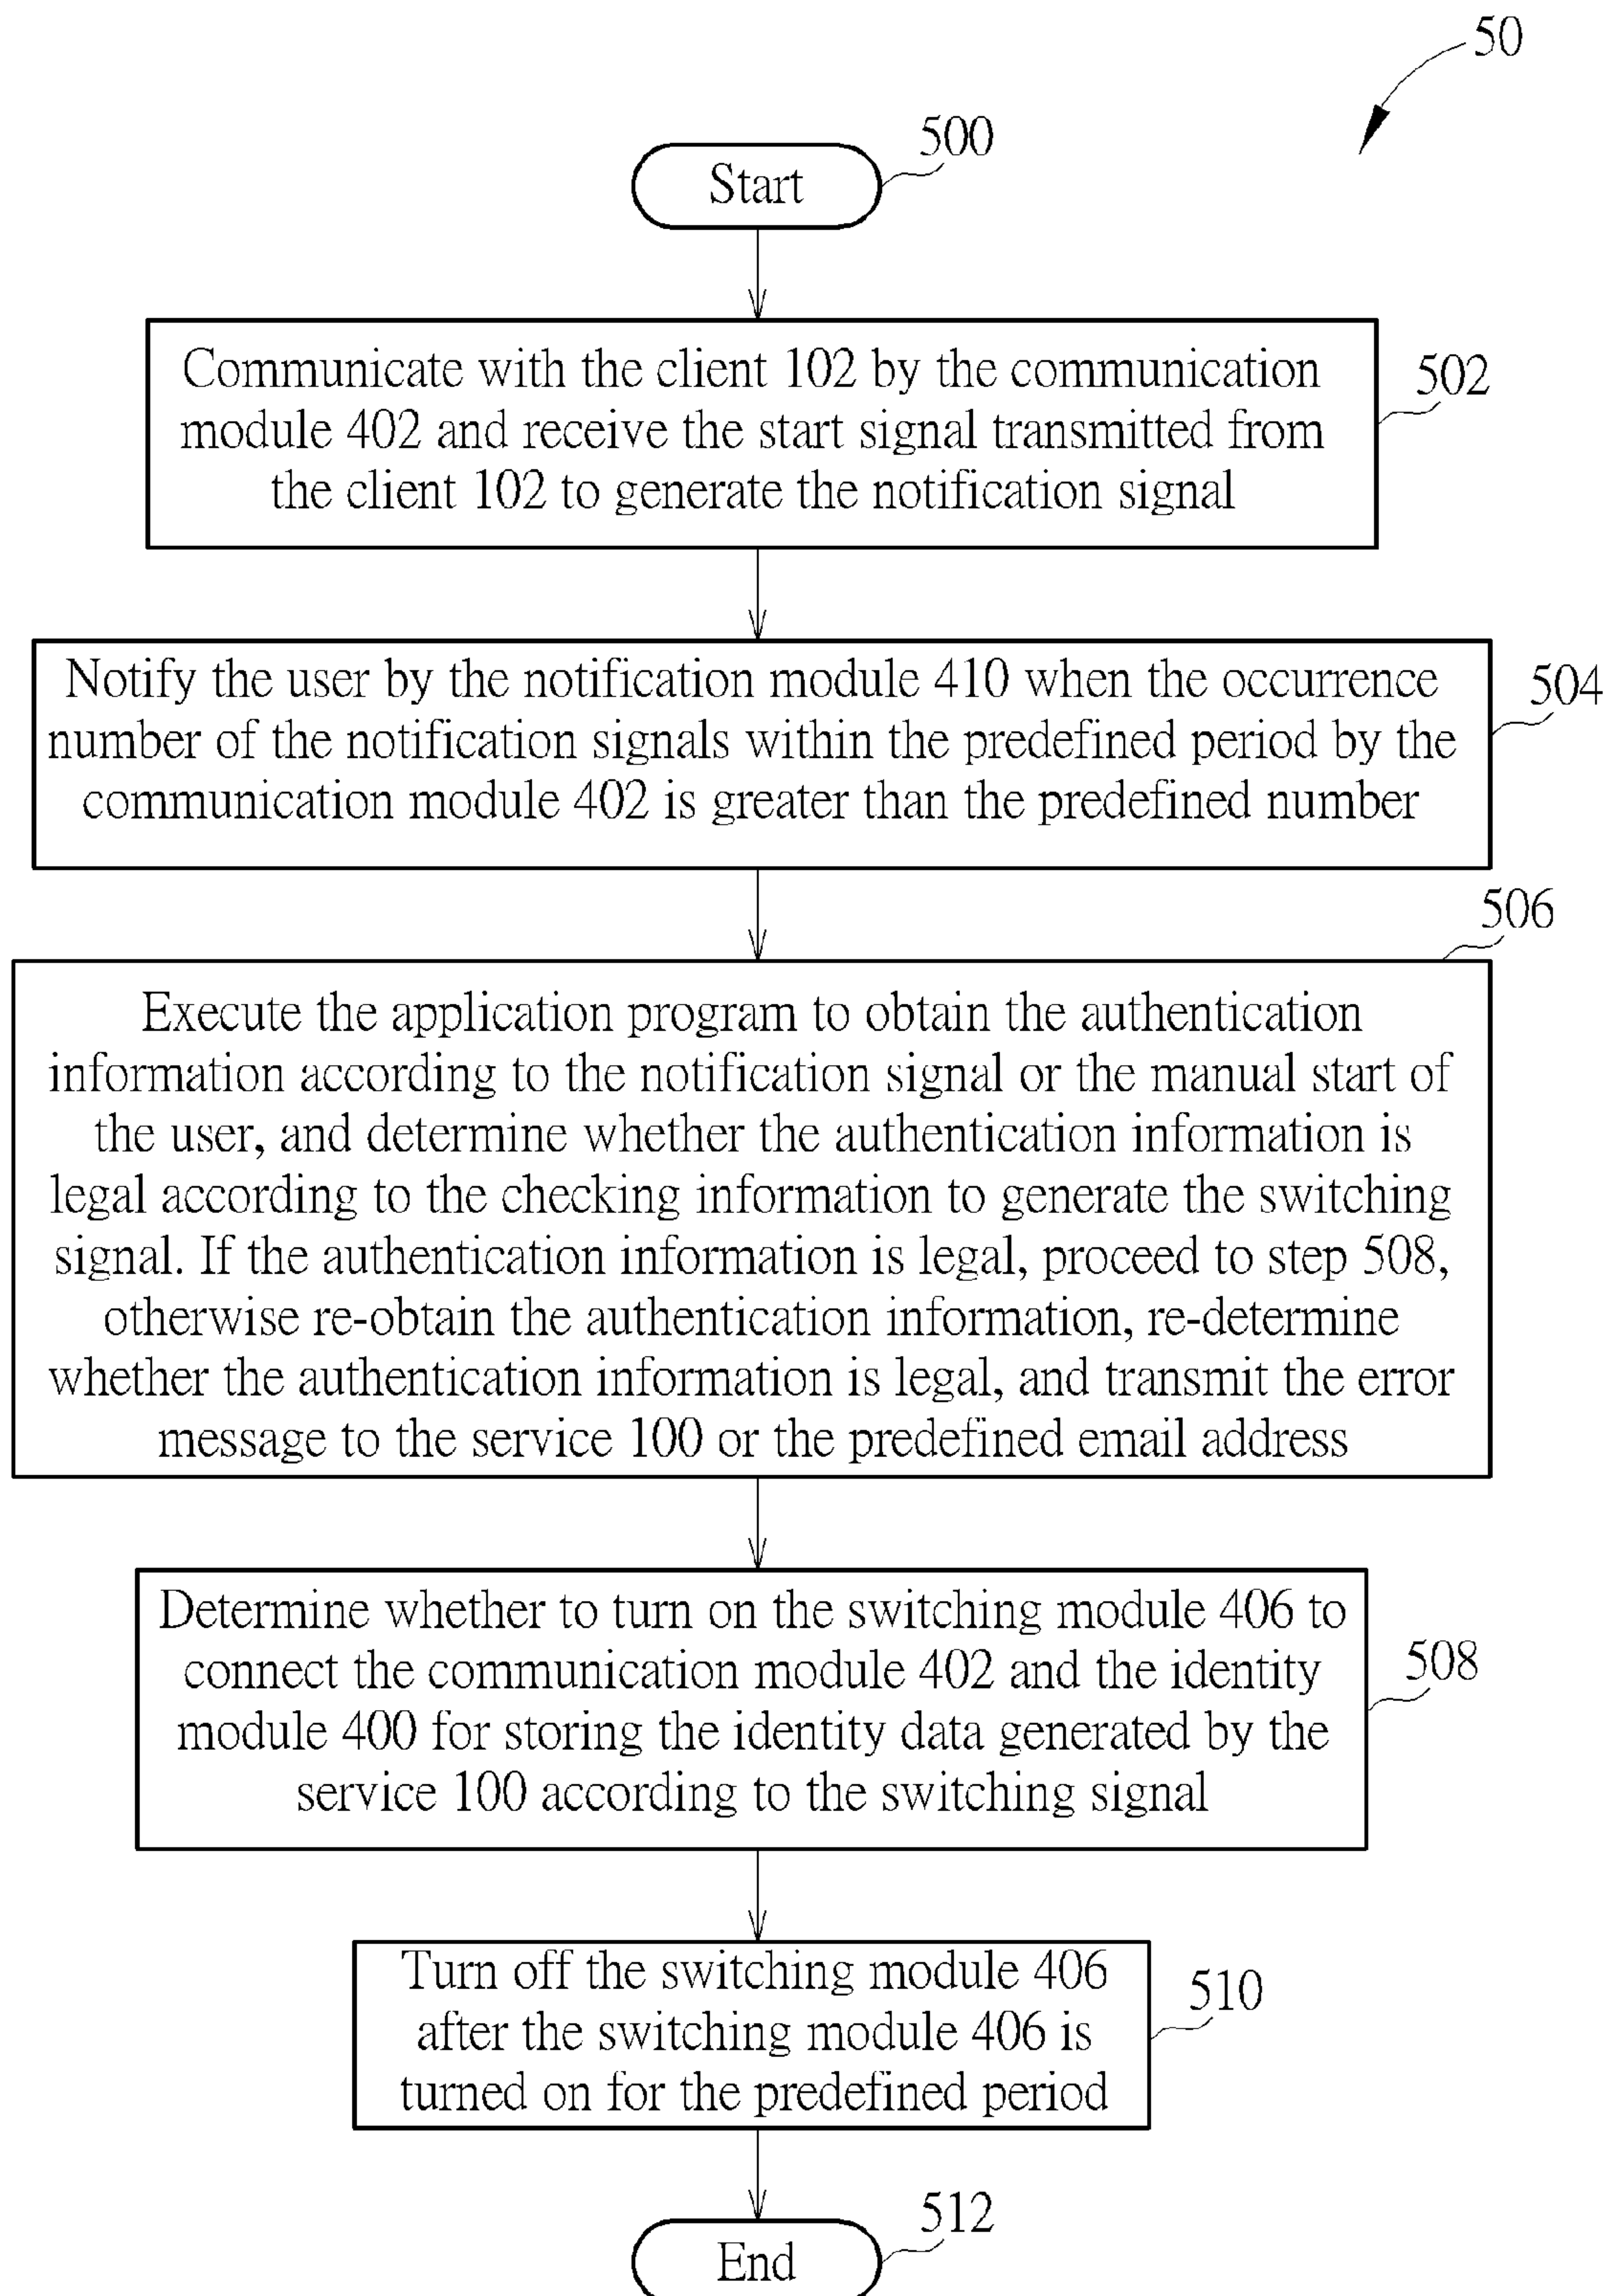 50
500
Start
Communicate with the client 102 by the communication
module 402 and receive the start signal transmitted from
the client 102 to generate the notification signal
502
Notify the user by the notification module 410 when the occurrence
number of the notification signals within the predefined period by the
communication module 402 is greater than the predefined number
504
506
Execute the application program to obtain the authentication
information according to the notification signal or the manual start of
the user, and determine whether the authentication information is
legal according to the checking information to generate the switching
signal. If the authentication information is legal, proceed to step 508,
otherwise re-obtain the authentication information, re-determine
whether the authentication information is legal, and transmit the error
message to the service 100 or the predefined email address
Determine whether to turn on the switching module 406 to
connect the communication module 402 and the identity
module 400 for storing the identity data generated by the
service 100 according to the switching signal
508
Turn off the switching module 406
after the switching module 406 is
turned on for the predefined period
510
512
End